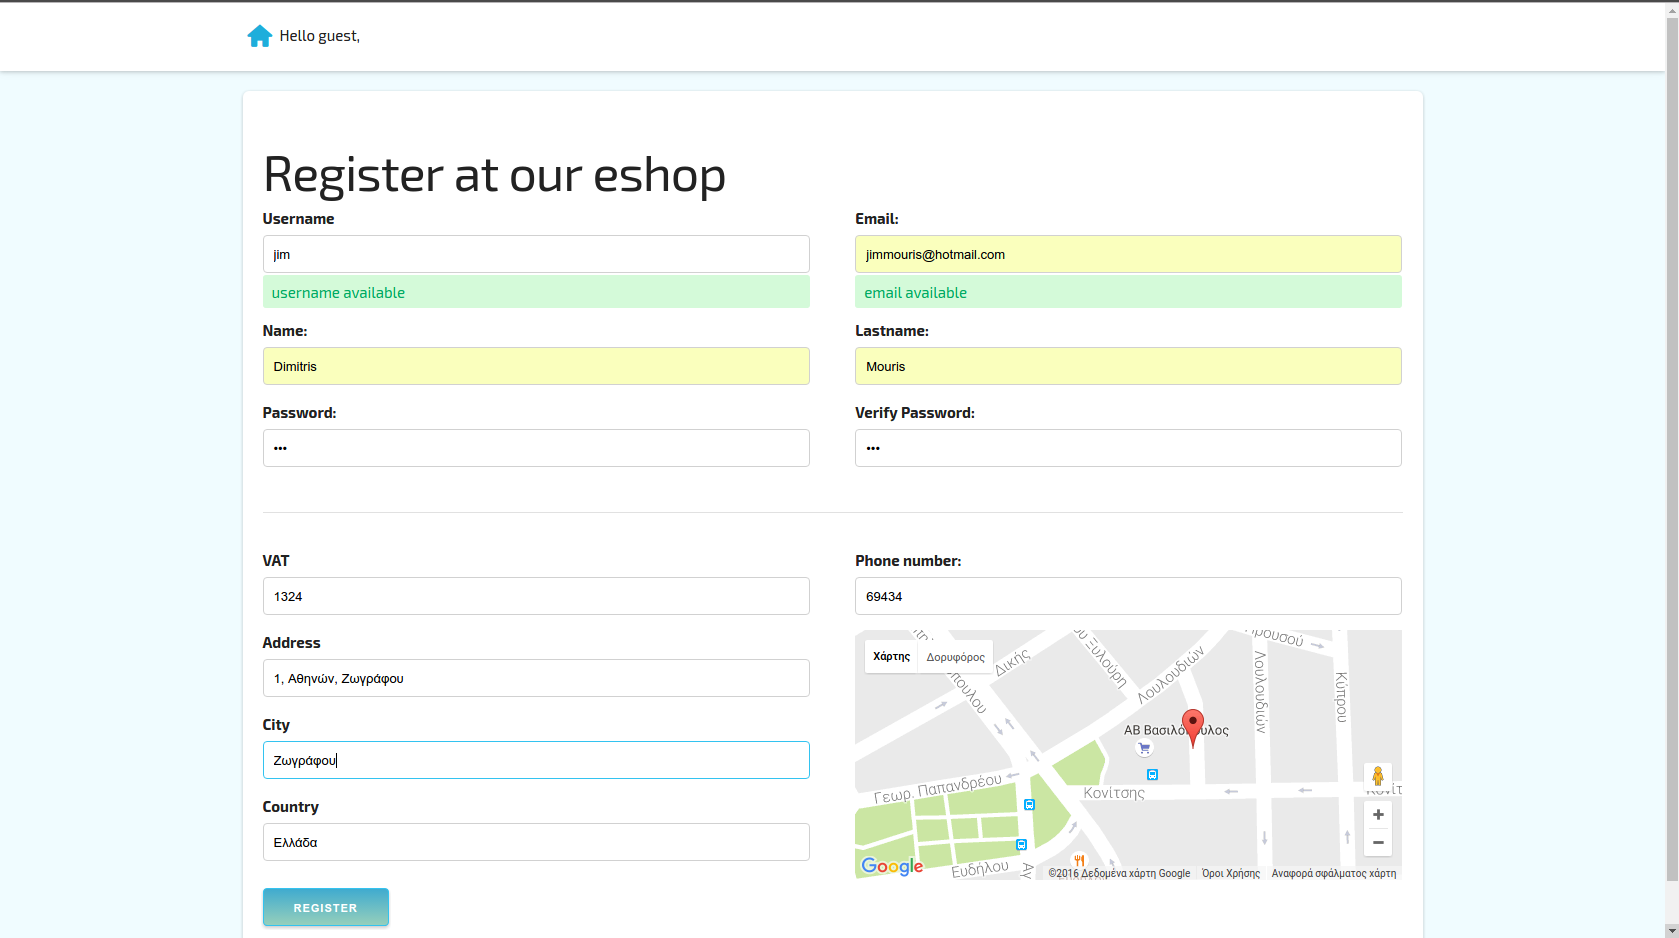 Hello guest,
Register at our eshop
Username
jim
username available
Email:
jimmouris@hotmail.com
email available
Name:
Dimitris
Lastname:
Mouris
Password:
•••
Verify Password:
•••
VAT
1324
Phone number:
69434
Address
1, Αθηνών, Ζωγράφου
City
Ζωγράφου
Country
Ελλάδα
REGISTER
Χάρτης
Δορυφόρος
Δικής
Ξυλούρη
Λουλουδιών
Λουλουδιών
Κύπρου
ΑΒ Βασιλόπουλος
Γεωρ. Παπανδρέου
Κονίτσης
Ευδήλου
Google
©2016 Δεδομένα χάρτη Google
Όροι Χρήσης
Αναφορά σφάλματος χάρτη